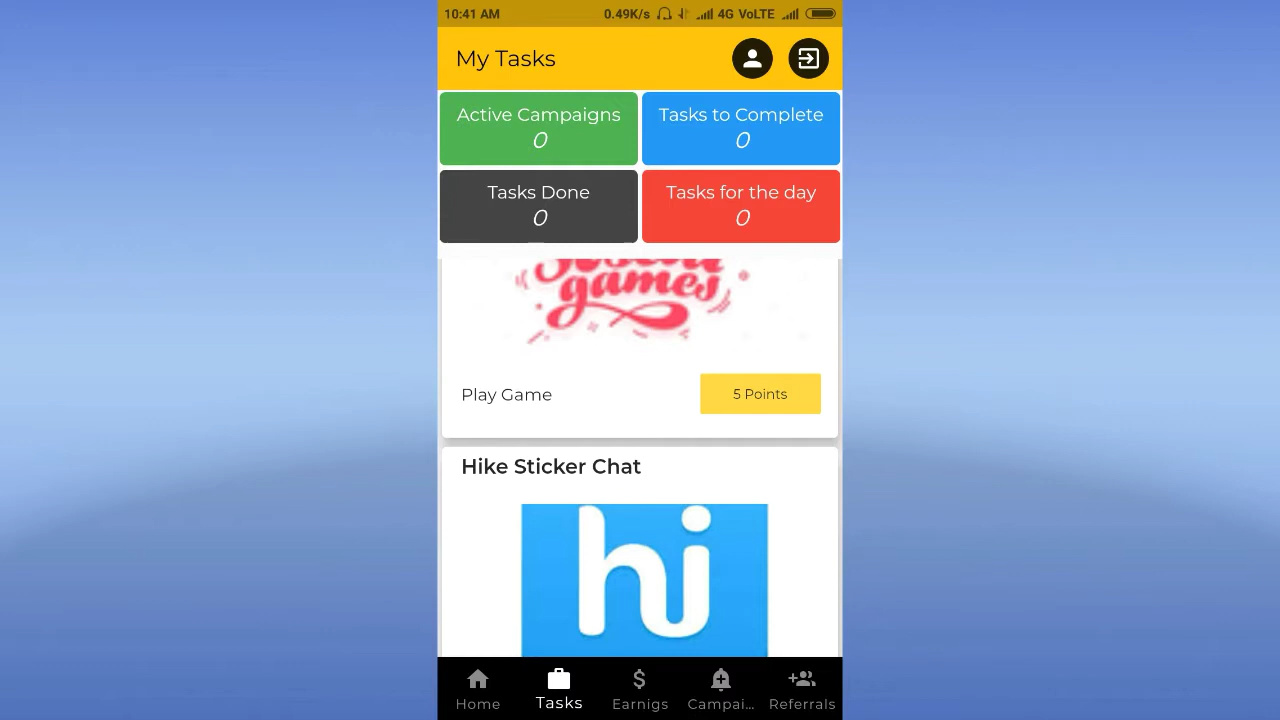 10:41 AM 0.49K/s 4G VoLTE
My Tasks
Active Campaigns
0
Tasks to Complete
0
Tasks Done
0
Tasks for the day
0
games
Play Game
5 Points
Hike Sticker Chat
hi
Home
Tasks
Earnigs
Campai...
Referrals